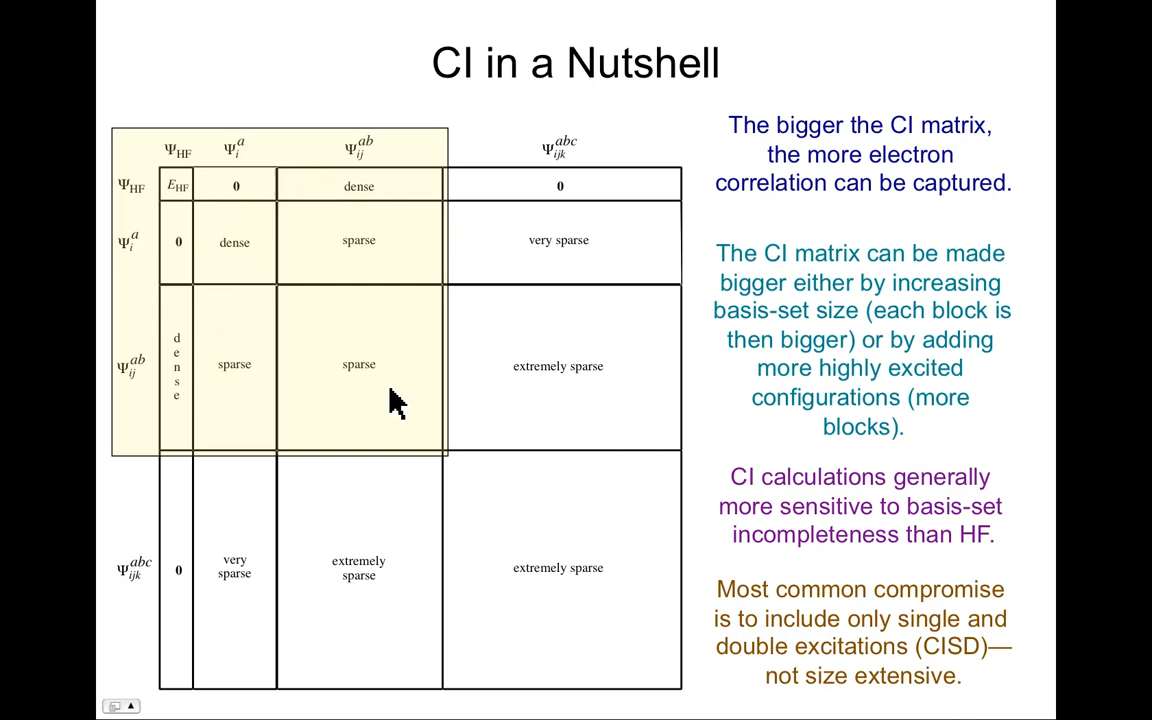 CI in a Nutshell
Ψ_HF Ψ_i^a Ψ_ij^ab Ψ_ijk^abc
Ψ_HF E_HF 0 dense 0
Ψ_i^a 0 dense sparse very sparse
Ψ_ij^ab dense sparse sparse extremely sparse
Ψ_ijk^abc 0 very sparse extremely sparse extremely sparse
The bigger the CI matrix,
the more electron
correlation can be captured.
The CI matrix can be made
bigger either by increasing
basis-set size (each block is
then bigger) or by adding
more highly excited
configurations (more
blocks).
CI calculations generally
more sensitive to basis-set
incompleteness than HF.
Most common compromise
is to include only single and
double excitations (CISD)—
not size extensive.